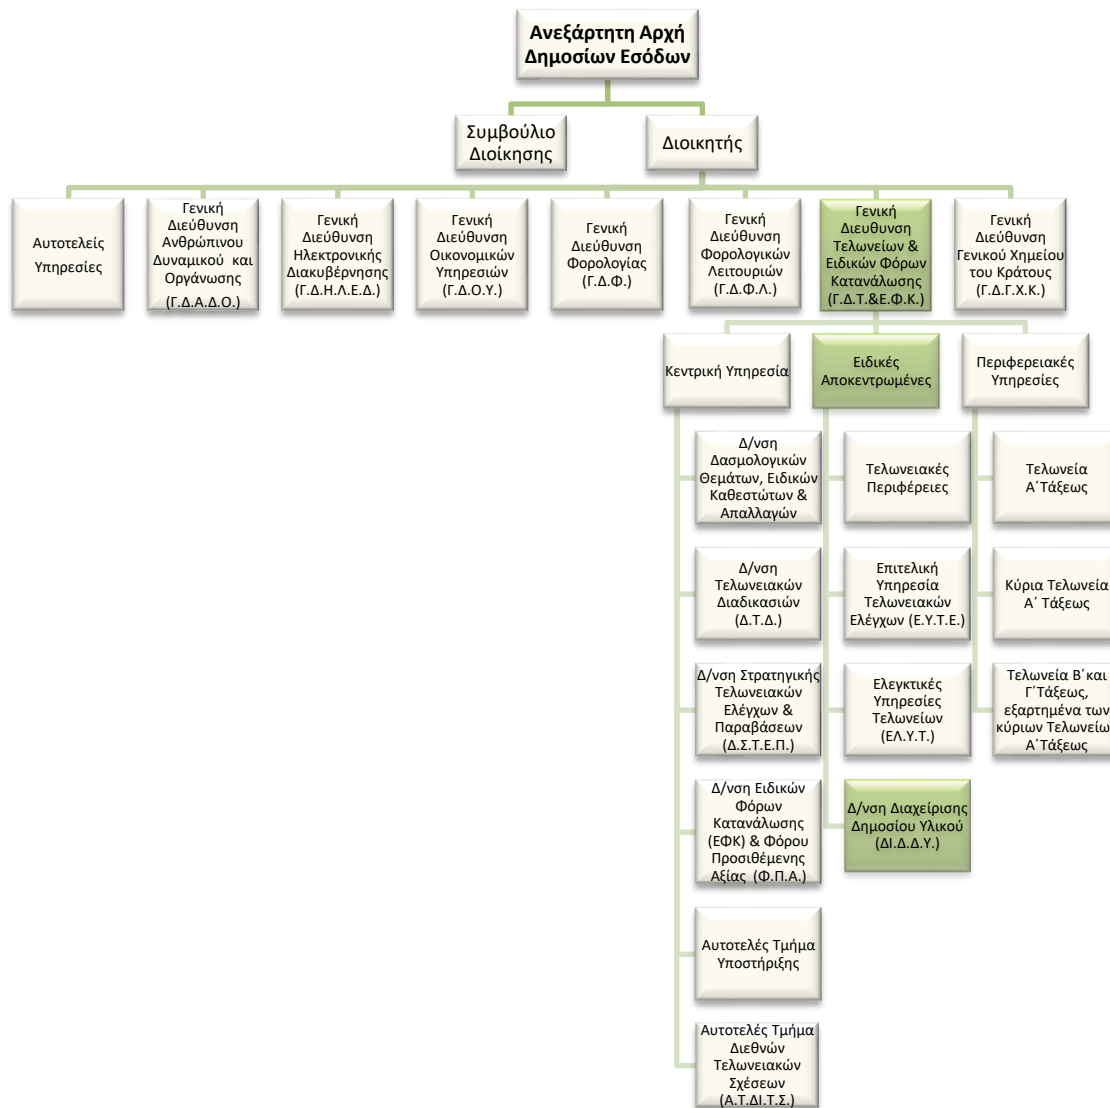 Ανεξάρτητη Αρχή
Δημοσίων Εσόδων
Συμβούλιο
Διοίκησης
Διοικητής
Αυτοτελείς
Υπηρεσίες
Γενική
Διεύθυνση
Ανθρώπινου
Δυναμικού και
Οργάνωσης
(Γ.Δ.Α.Δ.Ο.)
Γενική
Διεύθυνση
Ηλεκτρονικής
Διακυβέρνησης
(Γ.Δ.Η.Λ.Ε.Δ.)
Γενική
Διεύθυνση
Οικονομικών
Υπηρεσιών
(Γ.Δ.Ο.Υ.)
Γενική
Διεύθυνση
Φορολογίας
(Γ.Δ.Φ.)
Γενική
Διεύθυνση
Φορολογικών
Λειτουριών
(Γ.Δ.Φ.Λ.)
Γενική
Διευθυνση
Τελωνείων &
Ειδικών Φόρων
Κατανάλωσης
(Γ.Δ.Τ.&Ε.Φ.Κ.)
Γενική
Διεύθυνση
Γενικού Χημείου
του Κράτους
(Γ.Δ.Γ.Χ.Κ.)
Κεντρική Υπηρεσία
Δ/νση
Δασμολογικών
Θεμάτων, Ειδικών
Καθεστώτων &
Απαλλαγών
Δ/νση
Τελωνειακών
Διαδικασιών
(Δ.Τ.Δ.)
Δ/νση Στρατηγικής
Τελωνειακών
Ελέγχων &
Παραβάσεων
(Δ.Σ.Τ.Ε.Π.)
Δ/νση Ειδικών
Φόρων
Κατανάλωσης
(ΕΦΚ) & Φόρου
Προσιθέμενης
Αξίας (Φ.Π.Α.)
Αυτοτελές Τμήμα
Υποστήριξης
Αυτοτελές Τμήμα
Διεθνών
Τελωνειακών
Σχέσεων
(Α.Τ.ΔΙ.Τ.Σ.)
Ειδικές
Αποκεντρωμένες
Τελωνειακές
Περιφέρειες
Επιτελική
Υπηρεσία
Τελωνειακών
Ελέγχων (Ε.Υ.Τ.Ε.)
Ελεγκτικές
Υπηρεσίες
Τελωνείων
(ΕΛ.Υ.Τ.)
Δ/νση Διαχείρισης
Δημοσίου Υλικού
(ΔΙ.Δ.Δ.Υ.)
Περιφερειακές
Υπηρεσίες
Τελωνεία
Α΄Τάξεως
Κύρια Τελωνεία
Α΄ Τάξεως
Τελωνεία Β΄και
Γ΄Τάξεως,
εξαρτημένα των
κύριων Τελωνείων
Α΄Τάξεως